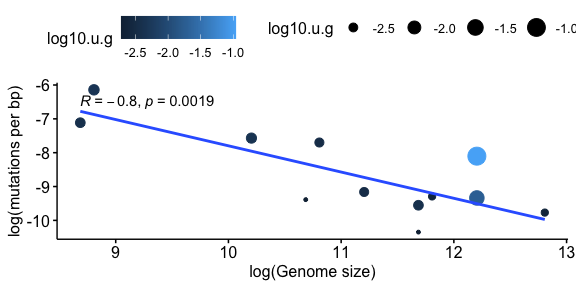 log10.u.g
-2.5 -2.0 -1.5 -1.0
log10.u.g
-2.5 -2.0 -1.5 -1.0
log(mutations per bp)
-6
-7
-8
-9
-10
R = −0.8, p = 0.0019
9 10 11 12 13
log(Genome size)